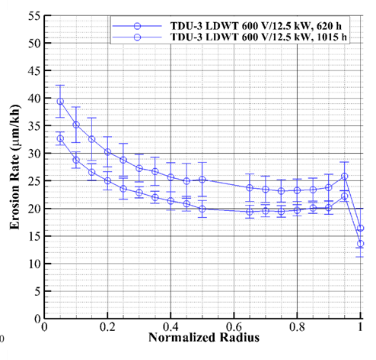 TDU-3 LDWT 600 V/12.5 kW, 620 h
TDU-3 LDWT 600 V/12.5 kW, 1015 h
55
50
45
40
35
30
25
20
15
10
5
0
Erosion Rate (μm/kh)
0 0.2 0.4 0.6 0.8 1
Normalized Radius
0